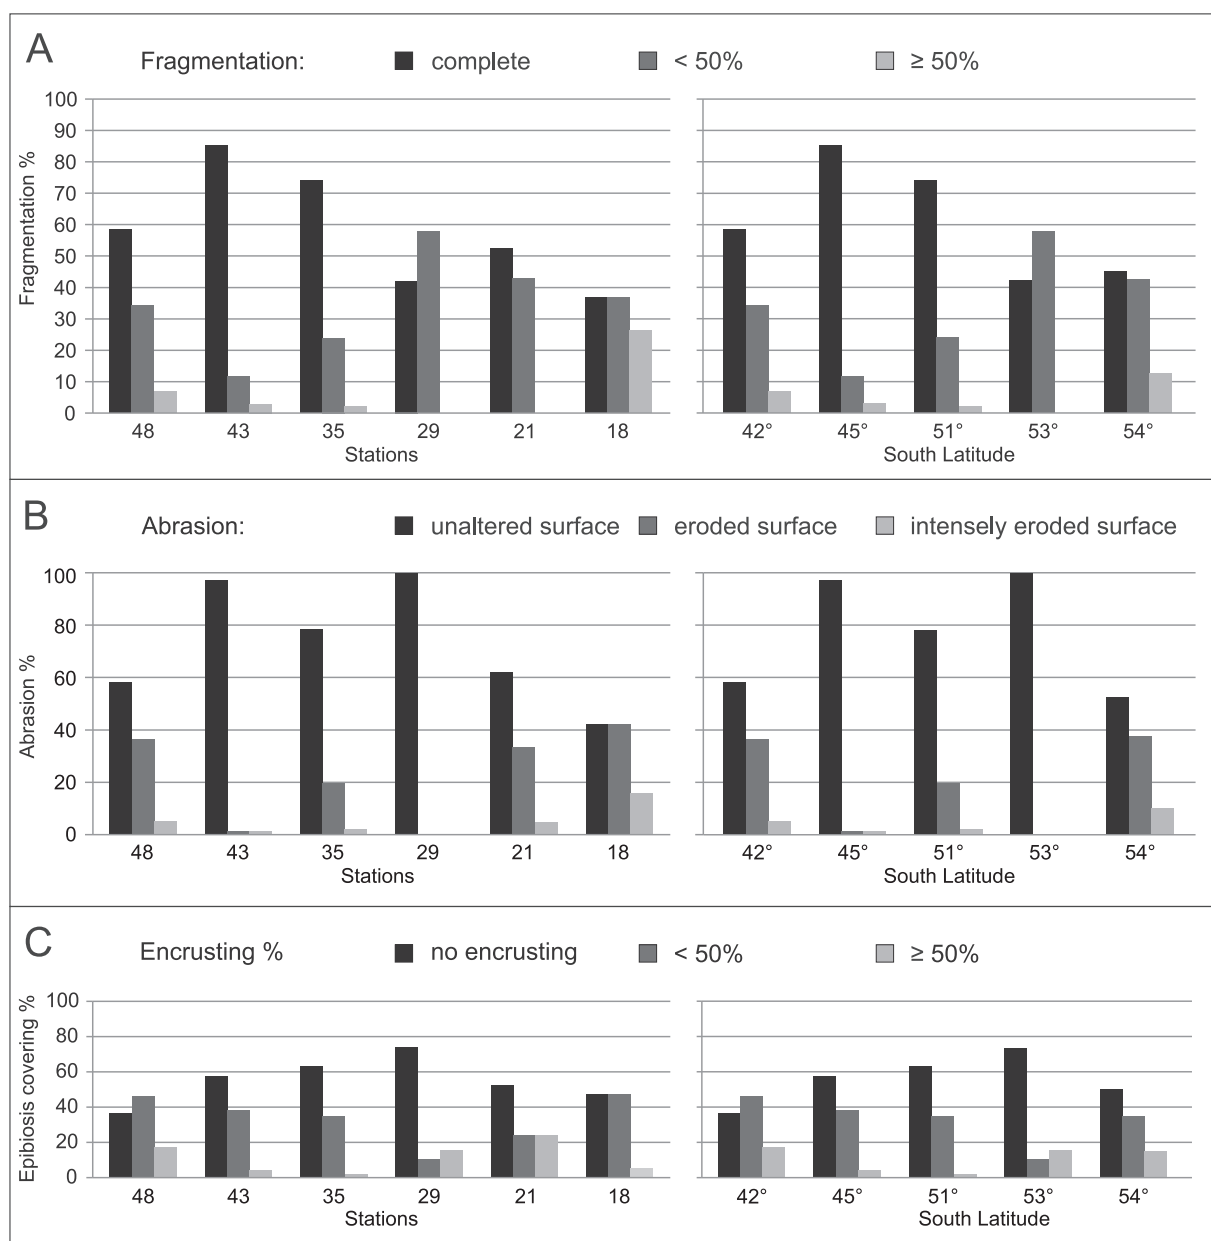 A
Fragmentation: complete < 50% ≥ 50%
Fragmentation %
100
90
80
70
60
50
40
30
20
10
0
48 43 35 29 21 18
Stations
42° 45° 51° 53° 54°
South Latitude
B
Abrasion: unaltered surface eroded surface intensely eroded surface
Abrasion %
100
80
60
40
20
0
48 43 35 29 21 18
Stations
42° 45° 51° 53° 54°
South Latitude
C
Encrusting % no encrusting < 50% ≥ 50%
Epibiosis covering %
100
80
60
40
20
0
48 43 35 29 21 18
Stations
42° 45° 51° 53° 54°
South Latitude